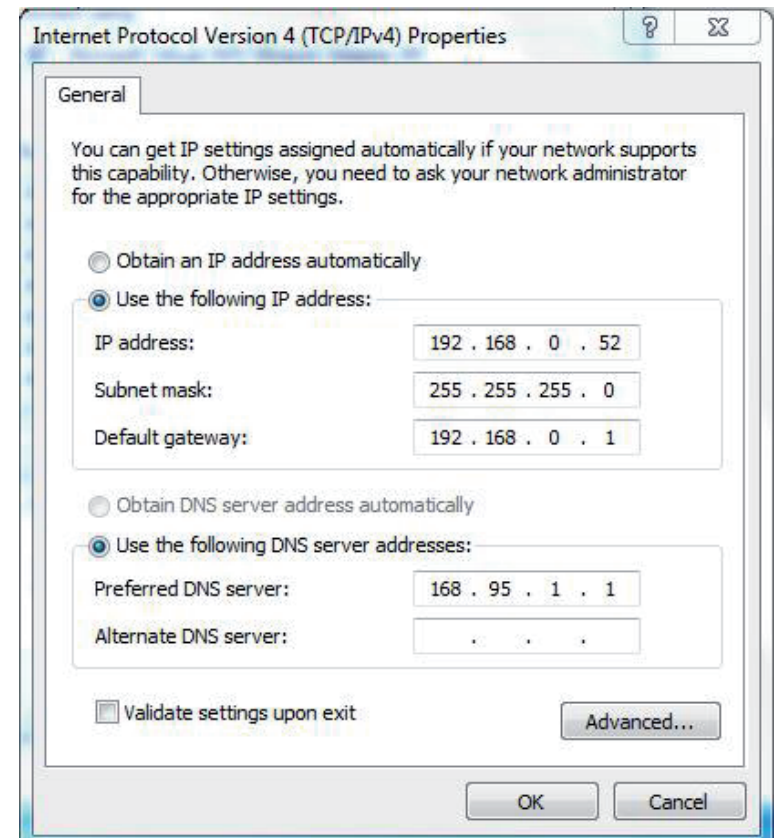 Internet Protocol Version 4 (TCP/IPv4) Properties
General
You can get IP settings assigned automatically if your network supports
this capability. Otherwise, you need to ask your network administrator
for the appropriate IP settings.
Obtain an IP address automatically
Use the following IP address:
IP address: 192 . 168 . 0 . 52
Subnet mask: 255 . 255 . 255 . 0
Default gateway: 192 . 168 . 0 . 1
Obtain DNS server address automatically
Use the following DNS server addresses:
Preferred DNS server: 168 . 95 . 1 . 1
Alternate DNS server: . . .
Validate settings upon exit
Advanced...
OK Cancel